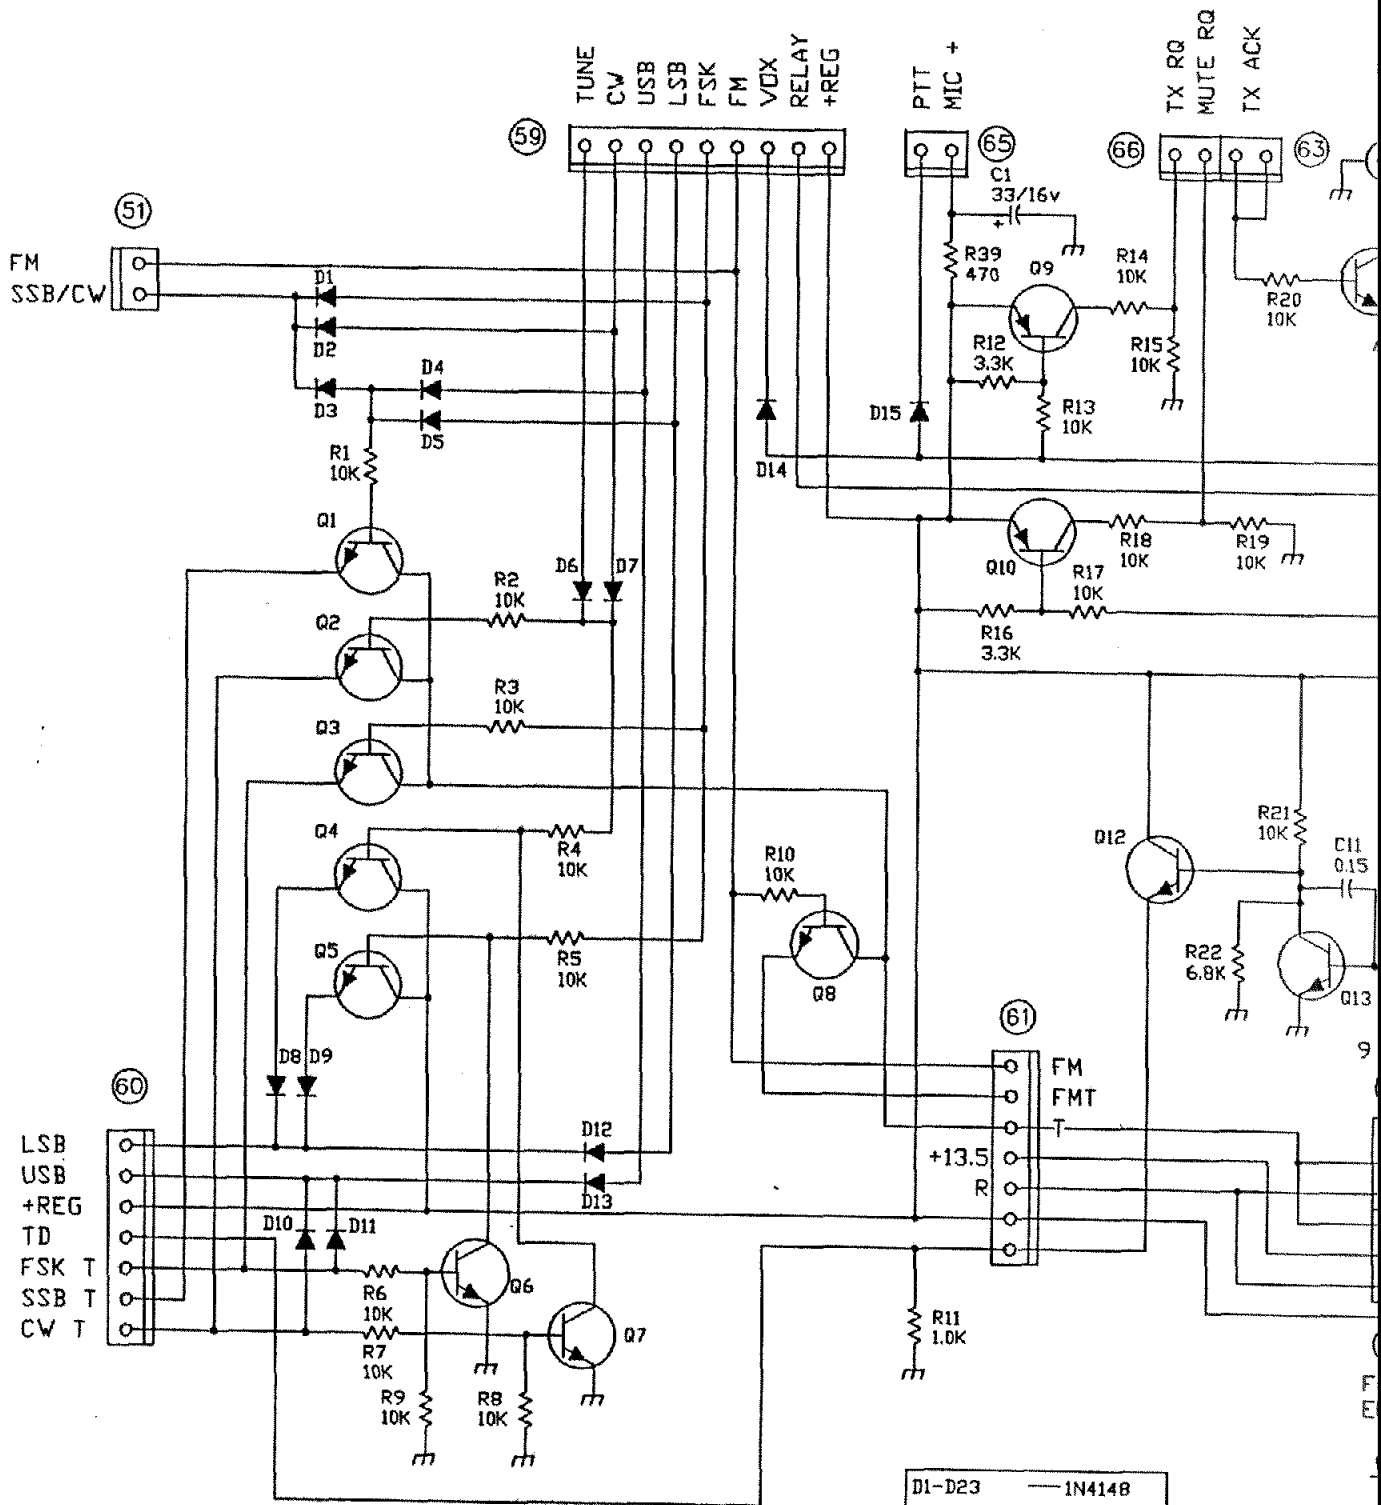 TUNE
CW
USB
LSB
FSK
FM
VOX
RELAY
+REG
PTT
MIC +
TX RQ
MUTE RQ
TX ACK
59
65
66
63
C1
33/16v
+
51
FM
SSB/CW
D1
D2
D3
D4
D5
R39
470
Q9
R14
10K
R20
10K
R12
3.3K
R15
10K
R13
10K
D15
D14
R1
10K
Q1
Q10
R18
10K
R19
10K
R17
10K
R16
3.3K
D6
D7
R2
10K
Q2
R3
10K
Q3
Q4
R4
10K
R10
10K
Q12
R21
10K
C11
0.15
Q5
R5
10K
Q8
R22
6.8K
Q13
9
61
D8
D9
60
FM
FMT
T
+13.5
R
LSB
USB
+REG
TD
FSK T
SSB T
CW T
D12
D13
D10
D11
R6
10K
Q6
R7
10K
Q7
R9
10K
R8
10K
R11
1.0K
F
E
D1-D23 — 1N4148